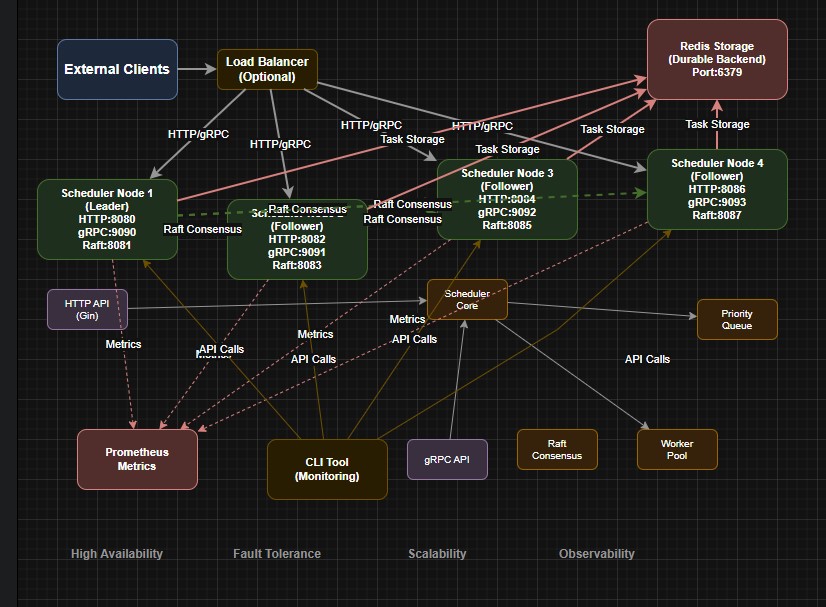 External Clients
Load Balancer
(Optional)
Redis Storage
(Durable Backend)
Port:6379
HTTP/gRPC
HTTP/gRPC
HTTP/gRPC
HTTP/gRPC
Task Storage
Task Storage
Task Storage
Task Storage
Scheduler Node 1
(Leader)
HTTP:8080
gRPC:9090
Raft:8081
(Follower)
HTTP:8082
gRPC:9091
Raft:8083
Scheduler Node 3
(Follower)
HTTP:8084
gRPC:9092
Raft:8085
Scheduler Node 4
(Follower)
HTTP:8086
gRPC:9093
Raft:8087
Raft Consensus
Raft Consensus
Raft Consensus
Raft Consensus
HTTP API
(Gin)
Scheduler
Core
Priority
Queue
Metrics
Metrics
Metrics
API Calls
API Calls
API Calls
API Calls
Prometheus
Metrics
CLI Tool
(Monitoring)
gRPC API
Raft
Consensus
Worker
Pool
High Availability
Fault Tolerance
Scalability
Observability